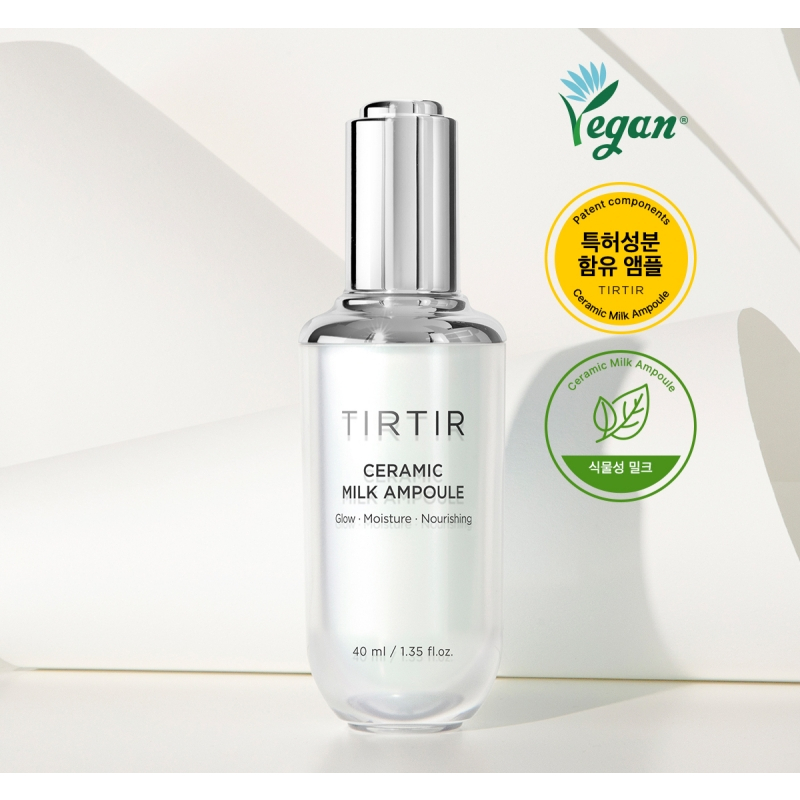 Vegan®
Patent components
특허성분
함유 앰플
TIRTIR
Ceramic Milk Ampoule
Ceramic Milk Ampoule
식물성 밀크
TIRTIR
CERAMIC
MILK AMPOULE
Glow · Moisture · Nourishing
40 ml / 1.35 fl.oz.